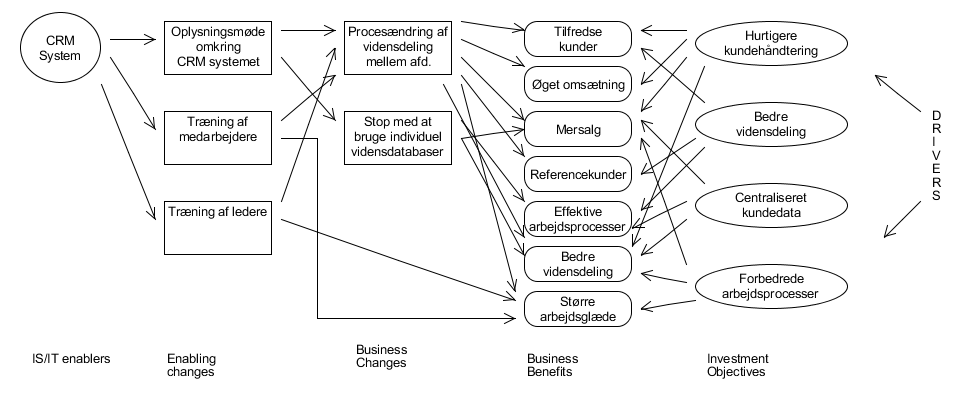 CRM
System
Oplysningsmøde
omkring
CRM systemet
Træning af
medarbejdere
Træning af ledere
Procesændring af
vidensdeling
mellem afd.
Stop med at
bruge individuel
vidensdatabaser
Tilfredse
kunder
Øget omsætning
Mersalg
Referencekunder
Effektive
arbejdsprocesser
Bedre
vidensdeling
Større
arbejdsglæde
Hurtigere
kundehåndtering
Bedre
vidensdeling
Centraliseret
kundedata
Forbedrede
arbejdsprocesser
DRIVERS
IS/IT enablers
Enabling
changes
Business
Changes
Business
Benefits
Investment
Objectives